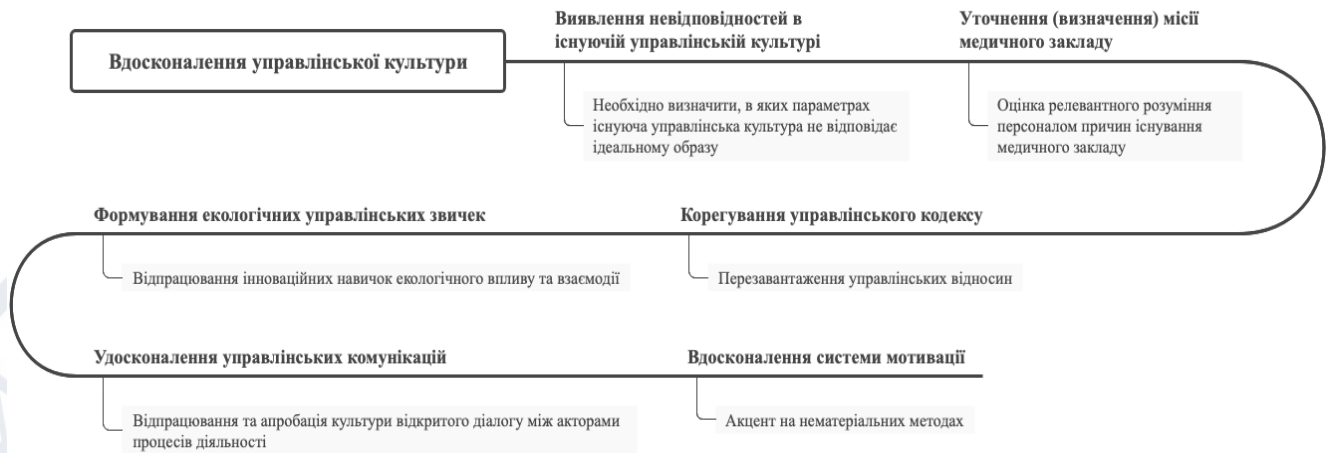 Вдосконалення управлінської культури
Виявлення невідповідностей в
існуючій управлінській культурі
Необхідно визначити, в яких параметрах
існуюча управлінська культура не відповідає
ідеальному образу
Уточнення (визначення) місії
медичного закладу
Оцінка релевантного розуміння
персоналом причин існування
медичного закладу
Корегування управлінського кодексу
Перезавантаження управлінських відносин
Формування екологічних управлінських звичек
Відпрацювання інноваційних навичок екологічного впливу та взаємодії
Удосконалення управлінських комунікацій
Відпрацювання та апробація культури відкритого діалогу між акторами
процесів діяльності
Вдосконалення системи мотивації
Акцент на нематеріальних методах